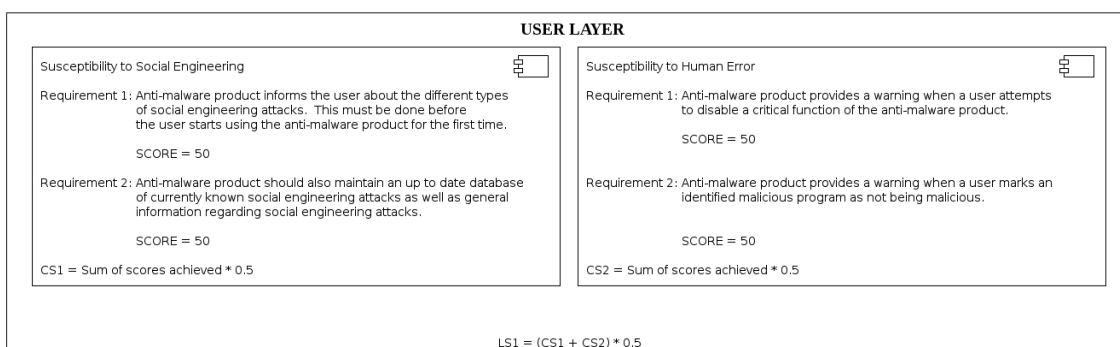 USER LAYER
Susceptibility to Social Engineering
Requirement 1: Anti-malware product informs the user about the different types
of social engineering attacks.  This must be done before
the user starts using the anti-malware product for the first time.
SCORE = 50
Requirement 2: Anti-malware product should also maintain an up to date database
of currently known social engineering attacks as well as general
information regarding social engineering attacks.
SCORE = 50
CS1 = Sum of scores achieved * 0.5
Susceptibility to Human Error
Requirement 1: Anti-malware product provides a warning when a user attempts
to disable a critical function of the anti-malware product.
SCORE = 50
Requirement 2: Anti-malware product provides a warning when a user marks an
identified malicious program as not being malicious.
SCORE = 50
CS2 = Sum of scores achieved * 0.5
LS1 = (CS1 + CS2) * 0.5